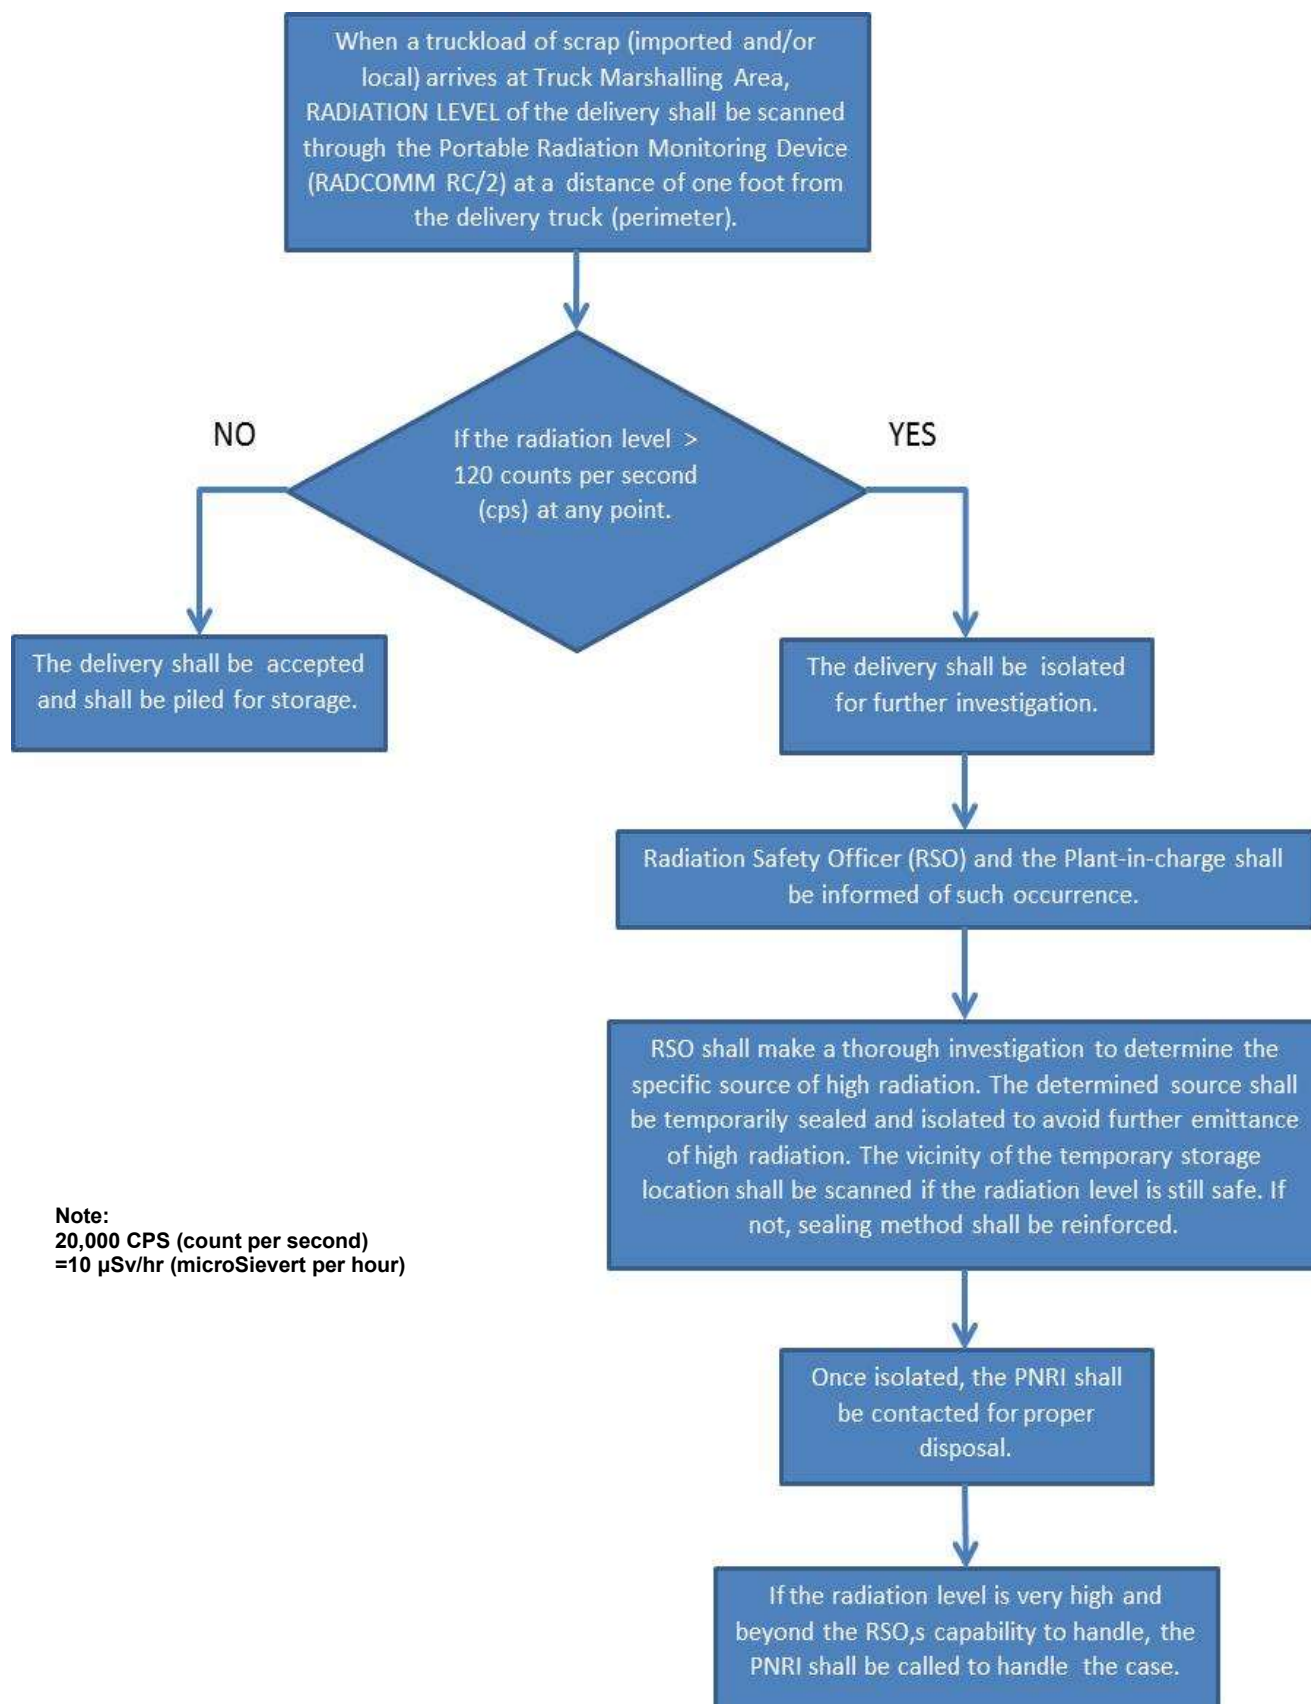 When a truckload of scrap (imported and/or
local) arrives at Truck Marshalling Area,
RADIATION LEVEL of the delivery shall be scanned
through the Portable Radiation Monitoring Device
(RADCOMM RC/2) at a distance of one foot from
the delivery truck (perimeter).
NO
YES
If the radiation level >
120 counts per second
(cps) at any point.
The delivery shall be accepted
and shall be piled for storage.
The delivery shall be isolated
for further investigation.
Radiation Safety Officer (RSO) and the Plant-in-charge shall
be informed of such occurrence.
RSO shall make a thorough investigation to determine the
specific source of high radiation. The determined source shall
be temporarily sealed and isolated to avoid further emittance
of high radiation. The vicinity of the temporary storage
location shall be scanned if the radiation level is still safe. If
not, sealing method shall be reinforced.
Note:
20,000 CPS (count per second)
=10 µSv/hr (microSievert per hour)
Once isolated, the PNRI shall
be contacted for proper
disposal.
If the radiation level is very high and
beyond the RSO,s capability to handle, the
PNRI shall be called to handle the case.